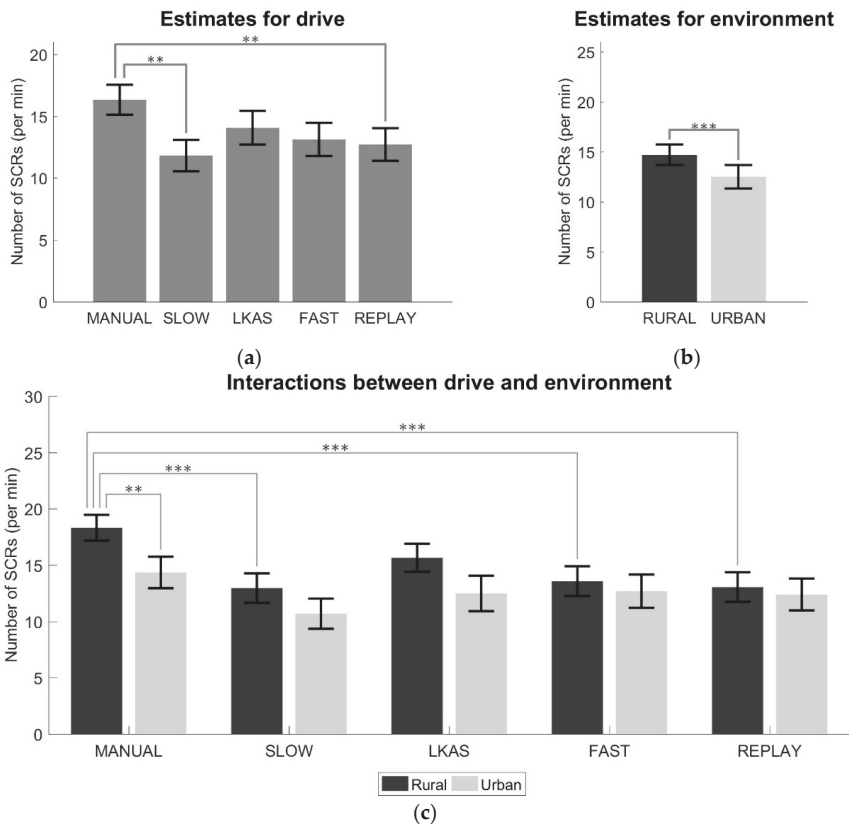 Estimates for drive
Number of SCRs (per min)
20
15
10
5
0
**
**
MANUAL SLOW LKAS FAST REPLAY
(a)
Estimates for environment
Number of SCRs (per min)
25
20
15
10
5
0
***
RURAL URBAN
(b)
Interactions between drive and environment
Number of SCRs (per min)
30
25
20
15
10
5
0
***
***
***
**
MANUAL SLOW LKAS FAST REPLAY
Rural Urban
(c)